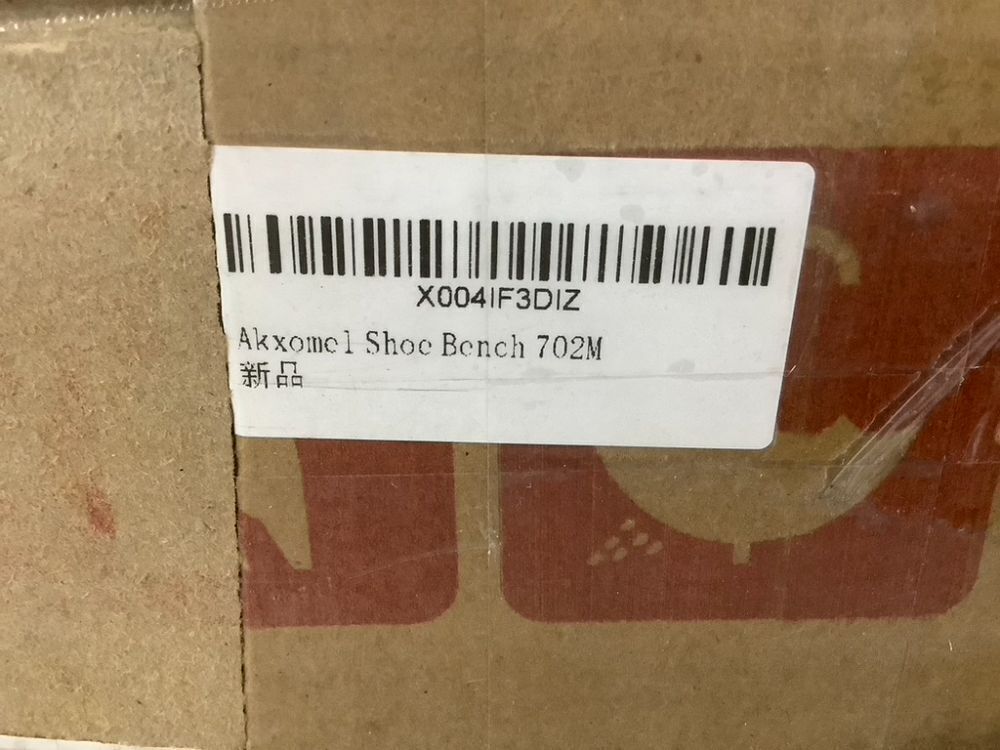 X004IF3DIZ
Akxomel Shoe Bench 702M
新品